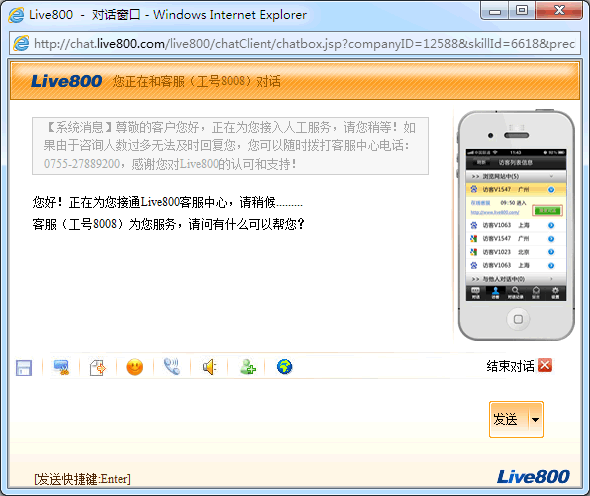 Live800 - 对话窗口 - Windows Internet Explorer
http://chat.live800.com/live800/chatClient/chatbox.jsp?companyID=12588&skillId=6618&prec
Live800 您正在和客服（工号8008）对话
【系统消息】尊敬的客户您好，正在为您接入人工服务，请您稍等！如
果由于咨询人数过多无法及时回复您，您可以随时拨打客服中心电话：
0755-27889200，感谢您对Live800的认可和支持！
您好！正在为您接通Live800客服中心，请稍候.........
客服（工号8008）为您服务，请问有什么可以帮您？
11:40
访客列表信息
>> 浏览网站中(5)
访客V1547 广州
09:50 进入
访客V1063 上海
访客V1547 广州
访客V1023 北京
访客V1063 上海
>> 与他人对话中(0)
结束对话
发送
[发送快捷键:Enter]
Live800